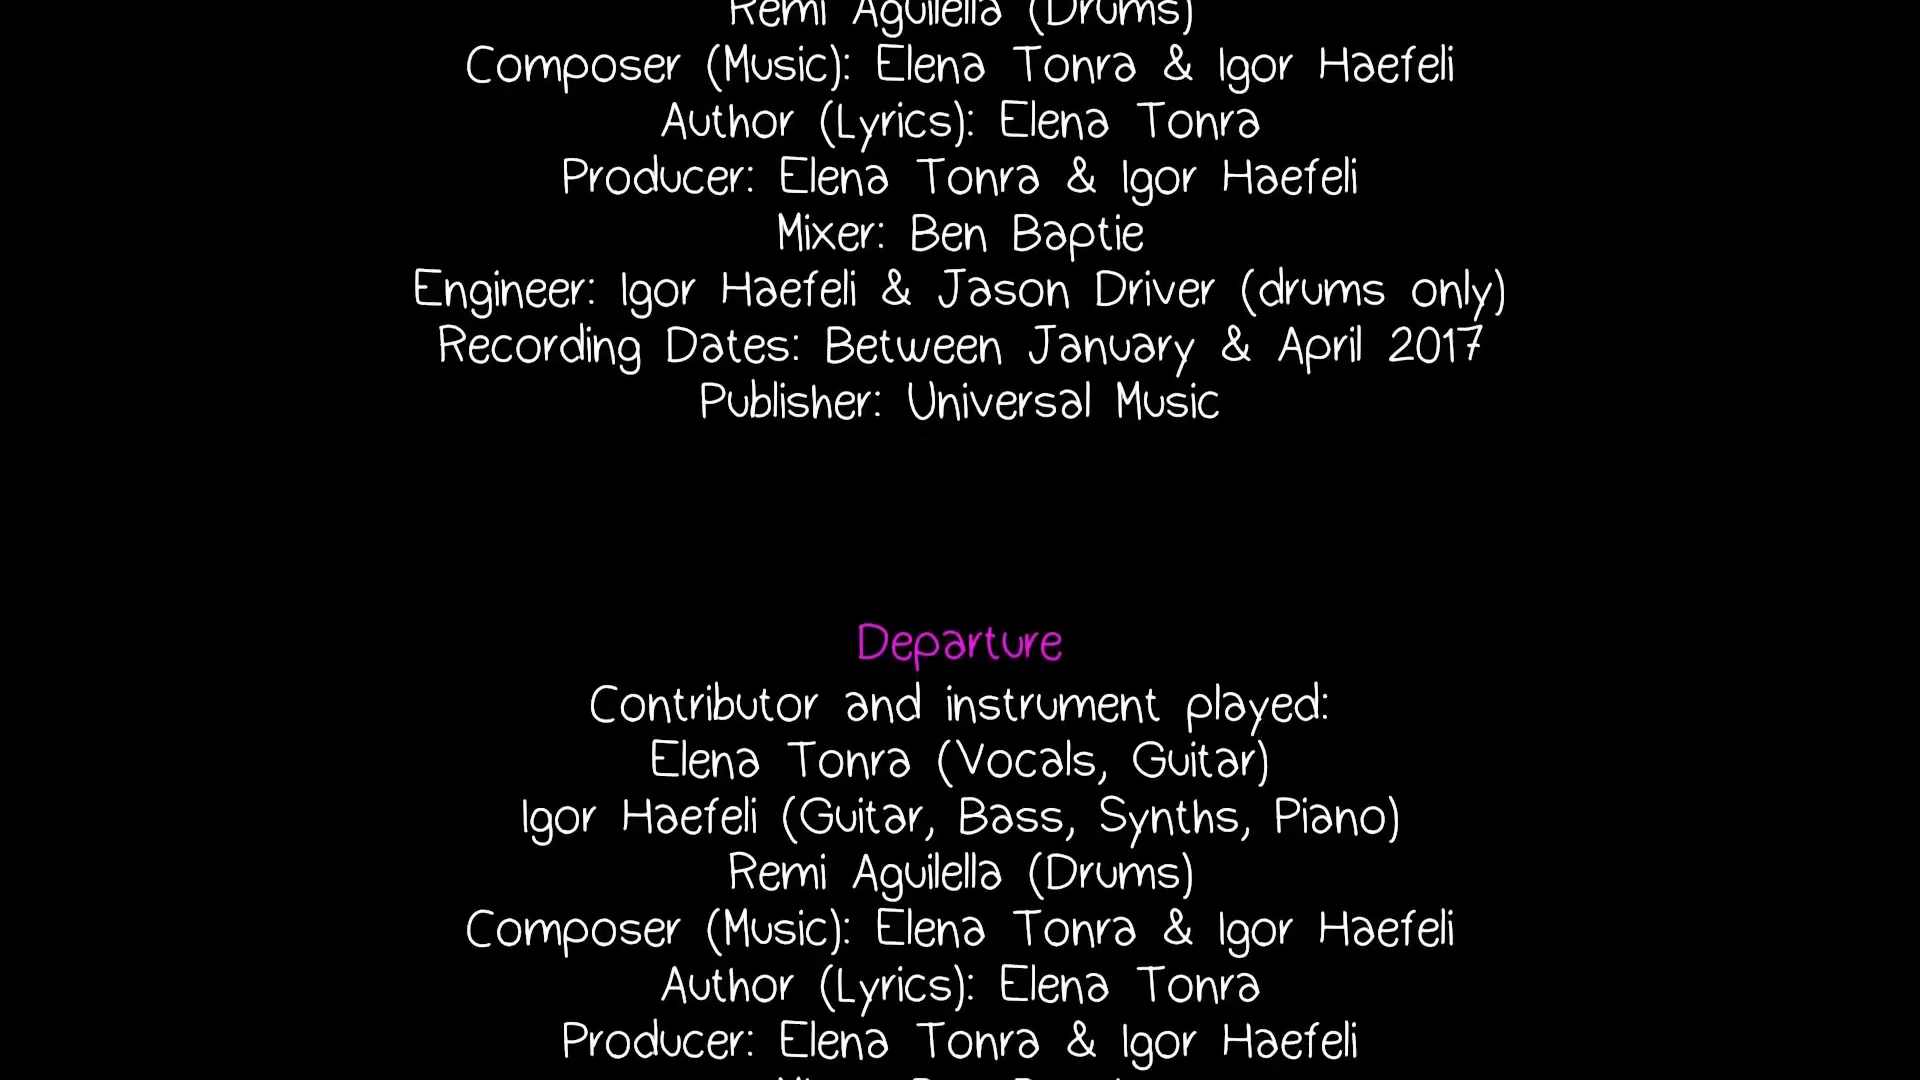 Remi Aguilella (Drums)
Composer (Music): Elena Tonra & Igor Haefeli
Author (Lyrics): Elena Tonra
Producer: Elena Tonra & Igor Haefeli
Mixer: Ben Baptie
Engineer: Igor Haefeli & Jason Driver (drums only)
Recording Dates: Between January & April 2017
Publisher: Universal Music
Departure
Contributor and instrument played:
Elena Tonra (Vocals, Guitar)
Igor Haefeli (Guitar, Bass, Synths, Piano)
Remi Aguilella (Drums)
Composer (Music): Elena Tonra & Igor Haefeli
Author (Lyrics): Elena Tonra
Producer: Elena Tonra & Igor Haefeli